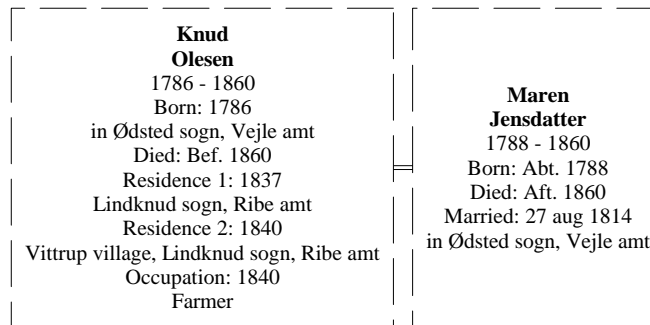 Knud
Olesen
1786 - 1860
Born: 1786
in Ødsted sogn, Vejle amt
Died: Bef. 1860
Residence 1: 1837
Lindknud sogn, Ribe amt
Residence 2: 1840
Vittrup village, Lindknud sogn, Ribe amt
Occupation: 1840
Farmer
Maren
Jensdatter
1788 - 1860
Born: Abt. 1788
Died: Aft. 1860
Married: 27 aug 1814
in Ødsted sogn, Vejle amt